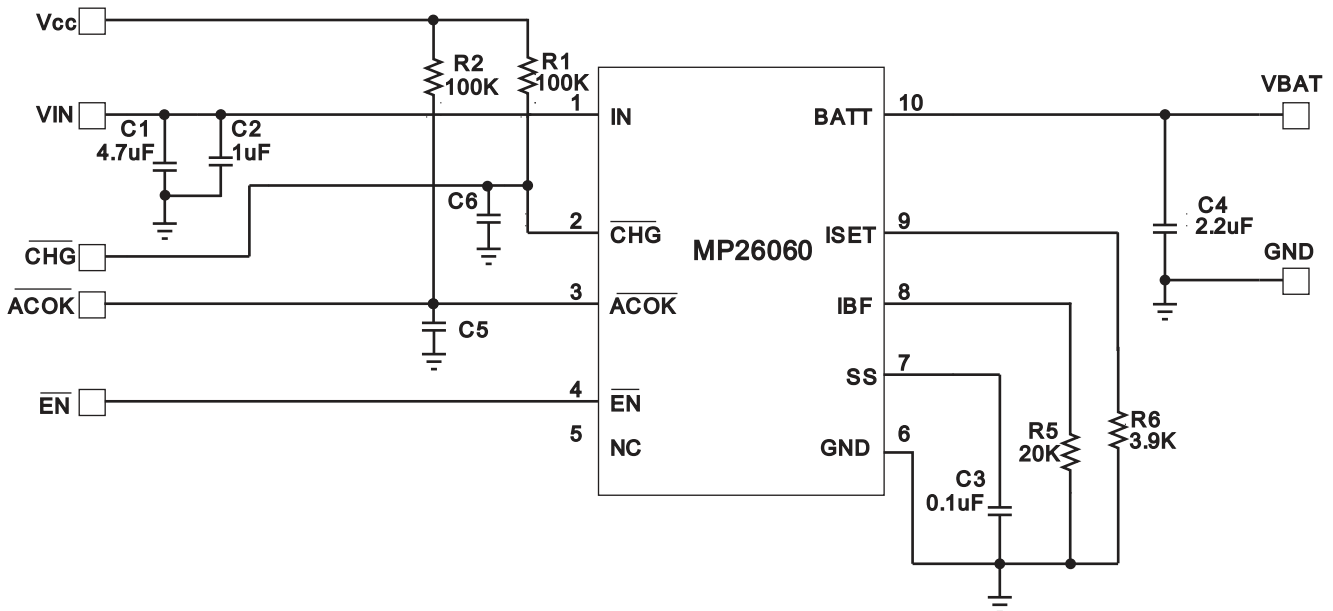 Vcc
R2
100K
R1
100K
VIN
C1
4.7uF
C2
1uF
1
IN
BATT
10
VBAT
C6
2
CHG
CHG
MP26060
ISET
9
C4
2.2uF
GND
ACOK
3
ACOK
IBF
8
C5
SS
7
EN
4
EN
5
NC
GND
6
R5
20K
R6
3.9K
C3
0.1uF